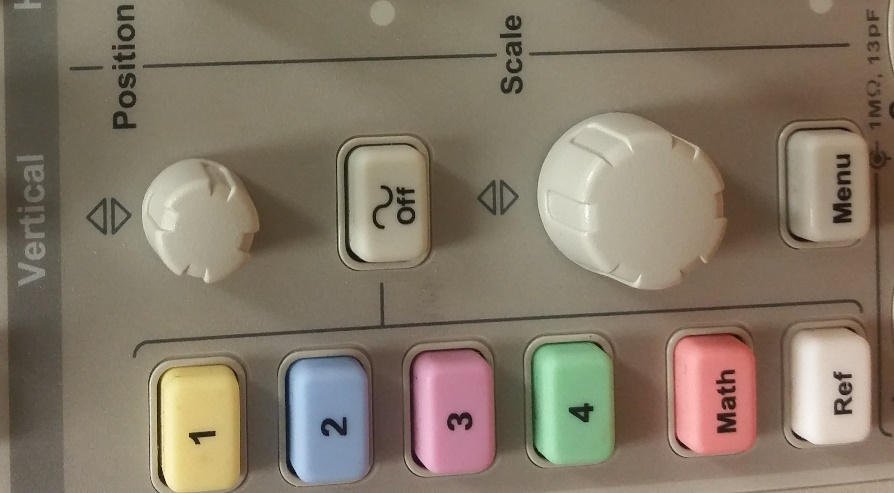 Vertical
Position
Scale
Off
Menu
1
2
3
4
Math
Ref
1MΩ, 13pF